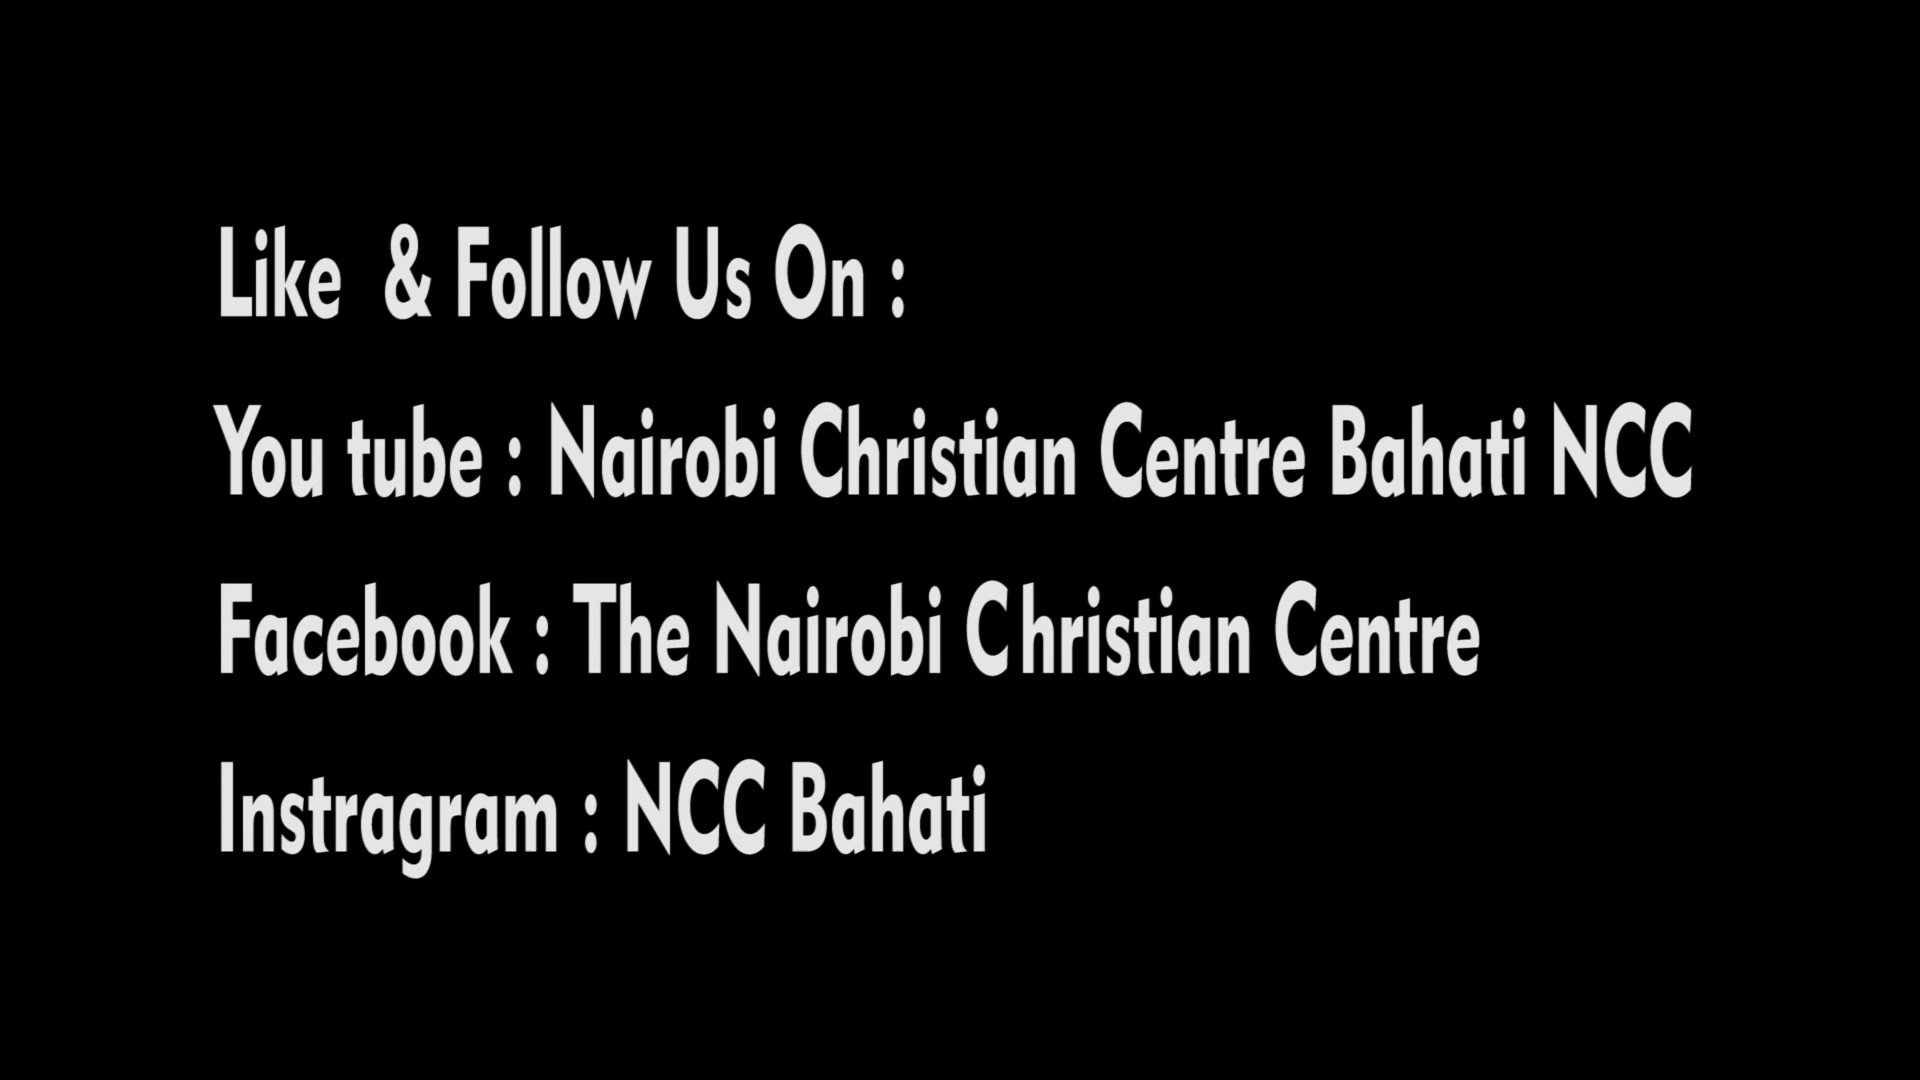 Like & Follow Us On :
You tube : Nairobi Christian Centre Bahati NCC
Facebook : The Nairobi Christian Centre
Instragram : NCC Bahati